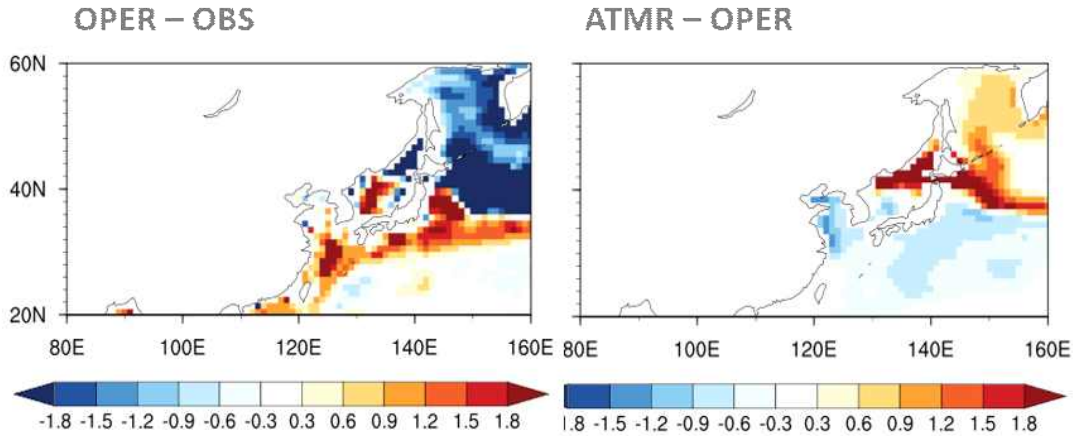 OPER – OBS
ATMR – OPER
60N
40N
20N
80E 100E 120E 140E 160E
80E 100E 120E 140E 160E
-1.8 -1.5 -1.2 -0.9 -0.6 -0.3 0.3 0.6 0.9 1.2 1.5 1.8
1.8 -1.5 -1.2 -0.9 -0.6 -0.3 0.3 0.6 0.9 1.2 1.5 1.8